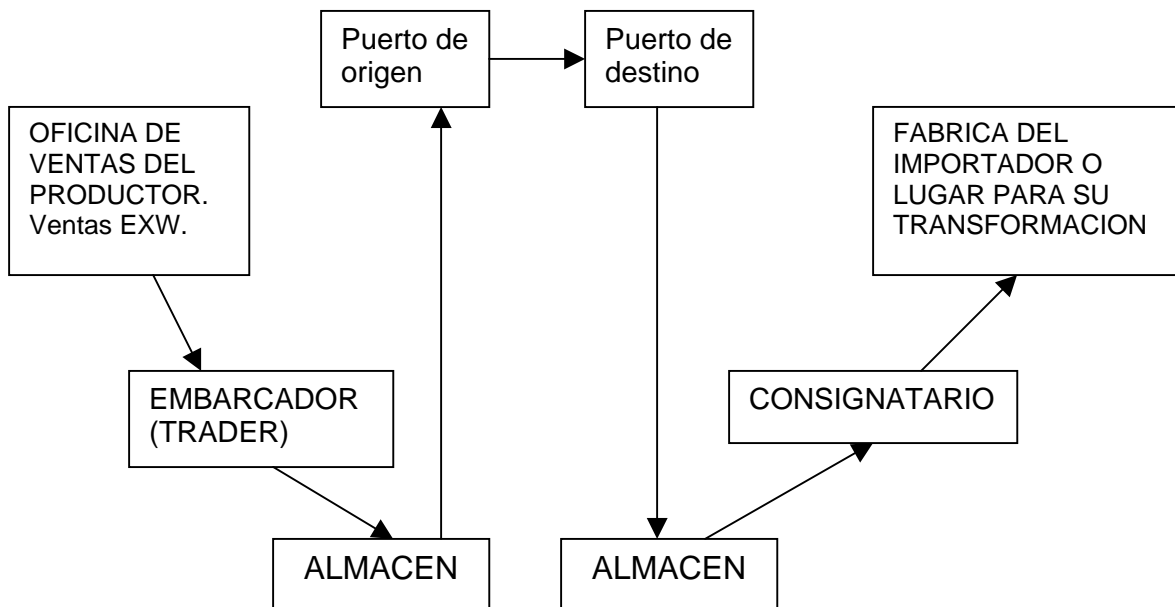 Puerto de
origen
Puerto de
destino
OFICINA DE
VENTAS DEL
PRODUCTOR.
Ventas EXW.
FABRICA DEL
IMPORTADOR O
LUGAR PARA SU
TRANSFORMACION
EMBARCADOR
(TRADER)
CONSIGNATARIO
ALMACEN
ALMACEN